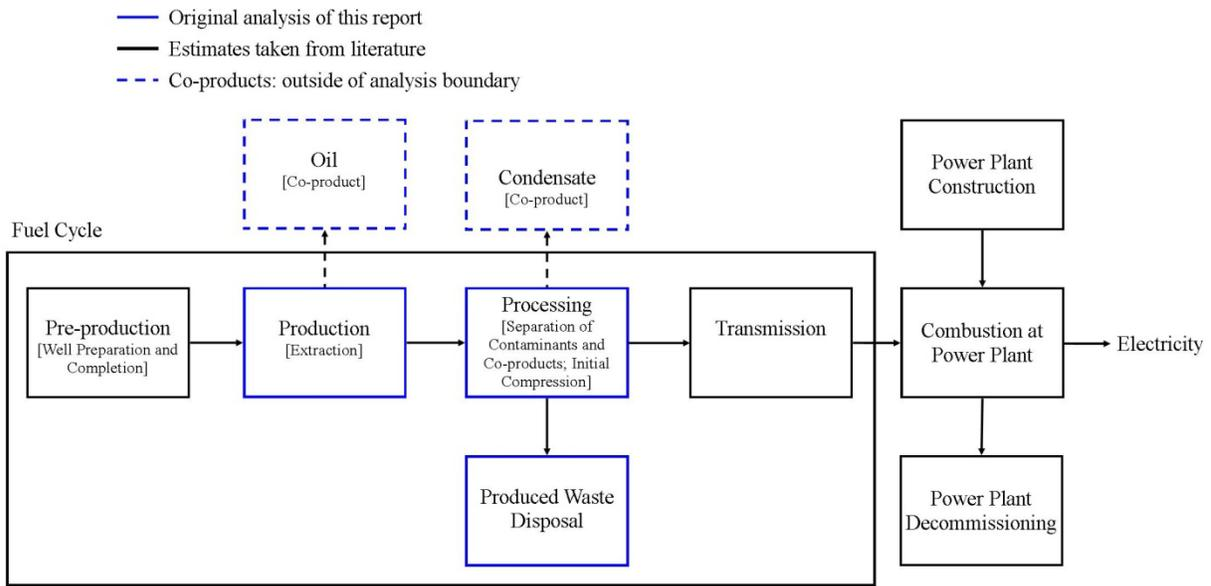 Original analysis of this report
Estimates taken from literature
Co-products: outside of analysis boundary
Oil
[Co-product]
Condensate
[Co-product]
Power Plant
Construction
Fuel Cycle
Pre-production
[Well Preparation and
Completion]
Production
[Extraction]
Processing
[Separation of
Contaminants and
Co-products; Initial
Compression]
Transmission
Combustion at
Power Plant
Electricity
Produced Waste
Disposal
Power Plant
Decommissioning